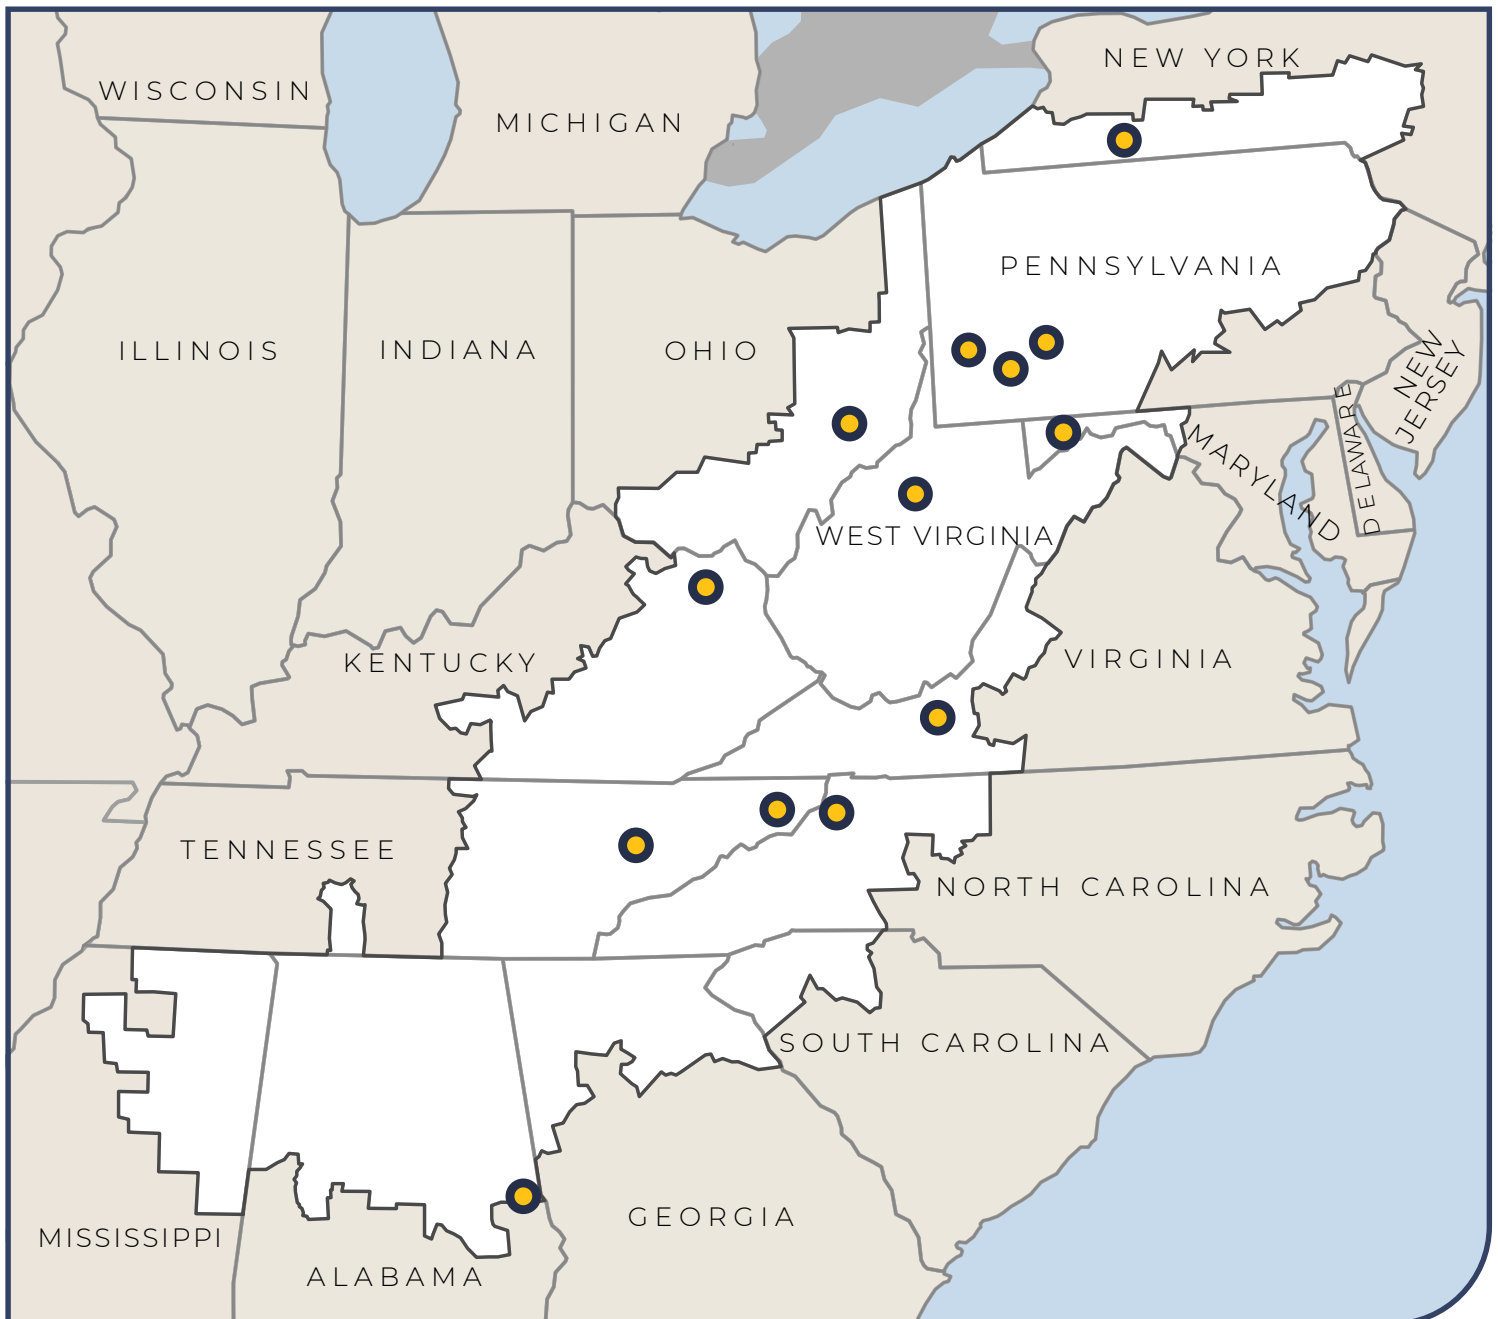 NEW YORK
WISCONSIN
MICHIGAN
PENNSYLVANIA
ILLINOIS
INDIANA
OHIO
NEW
JERSEY
DELAWARE
MARYLAND
WEST VIRGINIA
KENTUCKY
VIRGINIA
TENNESSEE
NORTH CAROLINA
SOUTH CAROLINA
GEORGIA
MISSISSIPPI
ALABAMA